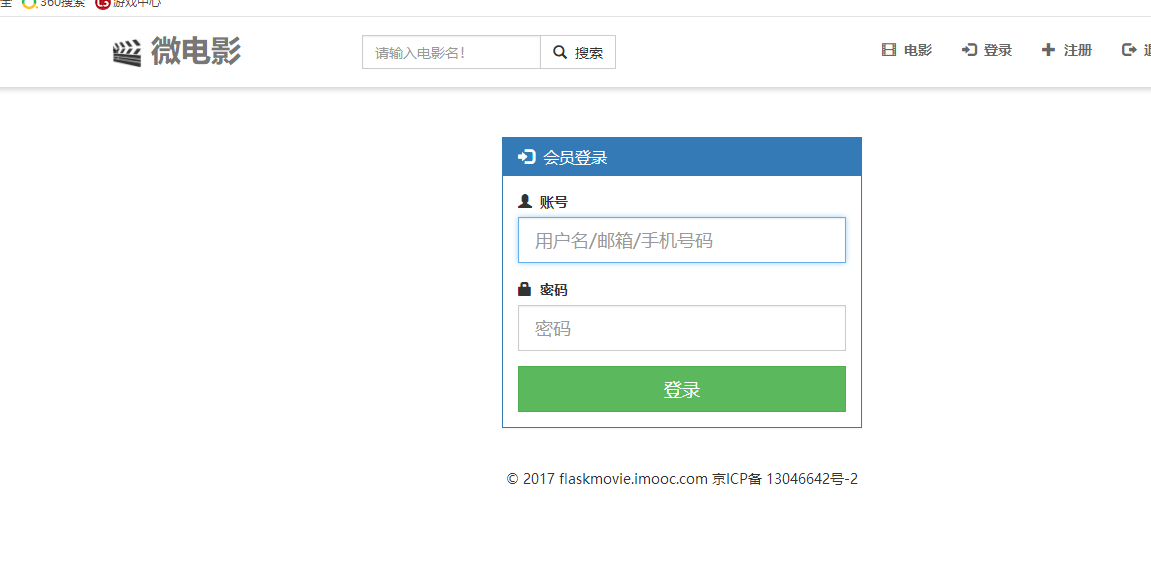 全 360搜索 游戏中心
微电影 请输入电影名! 搜索 电影 登录 注册 退
会员登录
账号
用户名/邮箱/手机号码
密码
密码
登录
© 2017 flaskmovie.imooc.com 京ICP备 13046642号-2